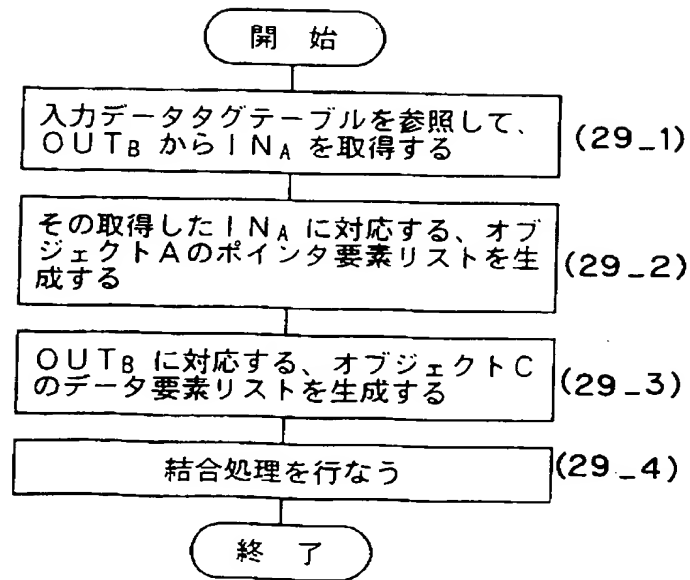 開 始
入力データタグテーブルを参照して、
OUTB からINA を取得する
(29_1)
その取得したINA に対応する、オブ
ジェクトAのポインタ要素リストを生
成する
(29_2)
OUTB に対応する、オブジェクトC
のデータ要素リストを生成する
(29_3)
結合処理を行なう
(29_4)
終 了